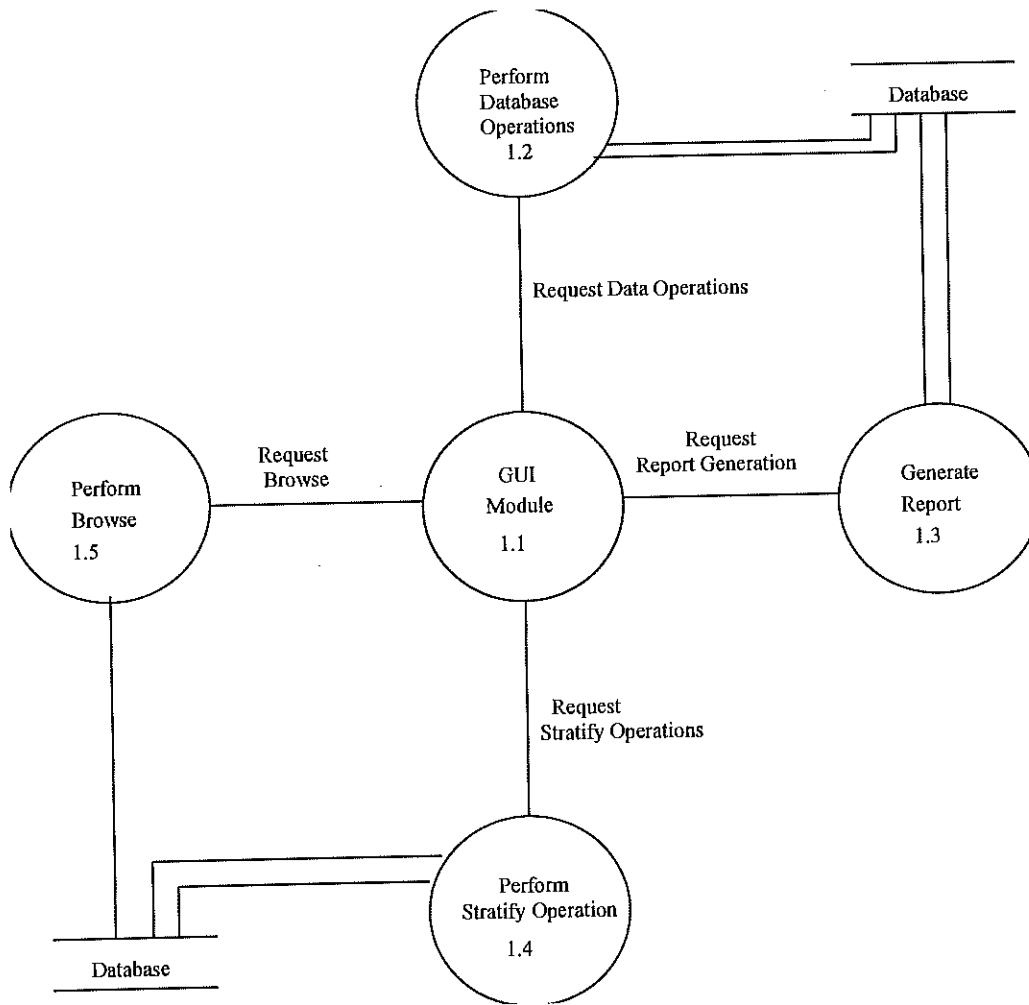 Perform
Database
Operations
1.2
Database
Request Data Operations
Request
Browse
Request
Report Generation
Perform
Browse
1.5
GUI
Module
1.1
Generate
Report
1.3
Request
Stratify Operations
Perform
Stratify Operation
1.4
Database